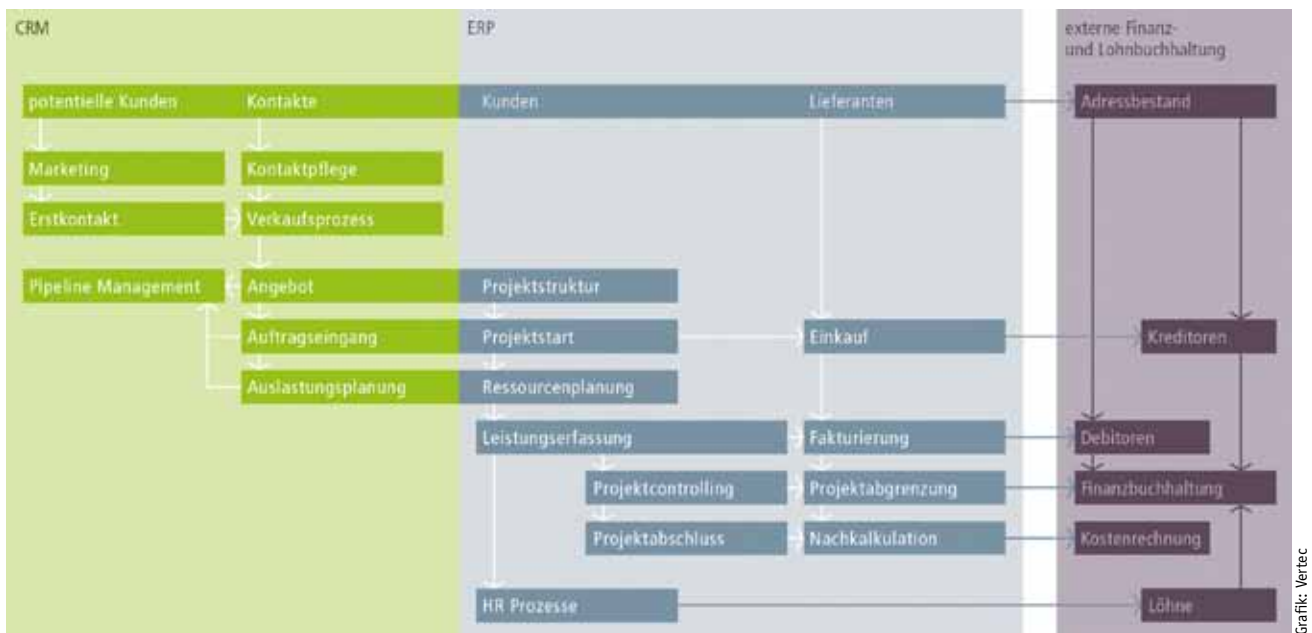 CRM
ERP
externe Finanz-
und Lohnbuchhaltung
potentielle Kunden
Kontakte
Kunden
Lieferanten
Adressbestand
Marketing
Kontaktpflege
Erstkontakt
Verkaufsprozess
Pipeline Management
Angebot
Projektstruktur
Auftragseingang
Projektstart
Einkauf
Kreditoren
Auslastungsplanung
Ressourcenplanung
Leistungserfassung
Fakturierung
Debitoren
Projektcontrolling
Projektabgrenzung
Finanzbuchhaltung
Projektabschluss
Nachkalkulation
Kostenrechnung
HR Prozesse
Löhne
Grafik: Vertec